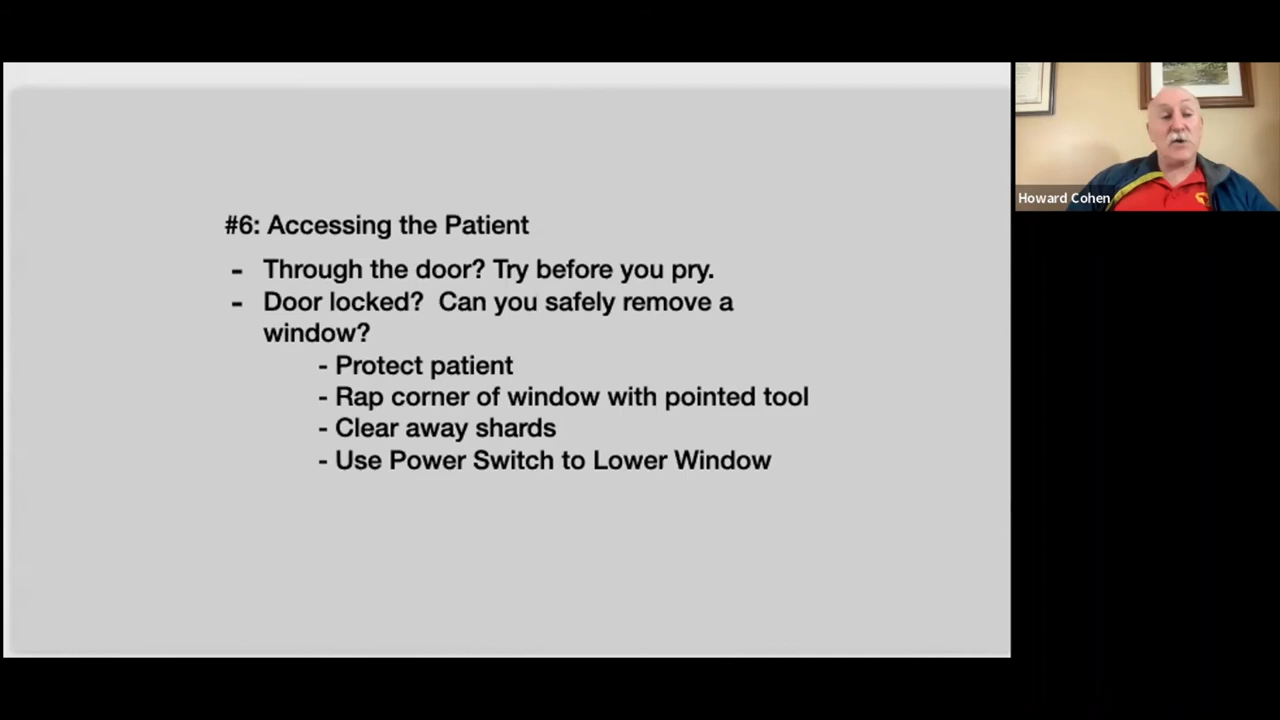 #6: Accessing the Patient
- Through the door? Try before you pry.
- Door locked?  Can you safely remove a
window?
- Protect patient
- Rap corner of window with pointed tool
- Clear away shards
- Use Power Switch to Lower Window
Howard Cohen